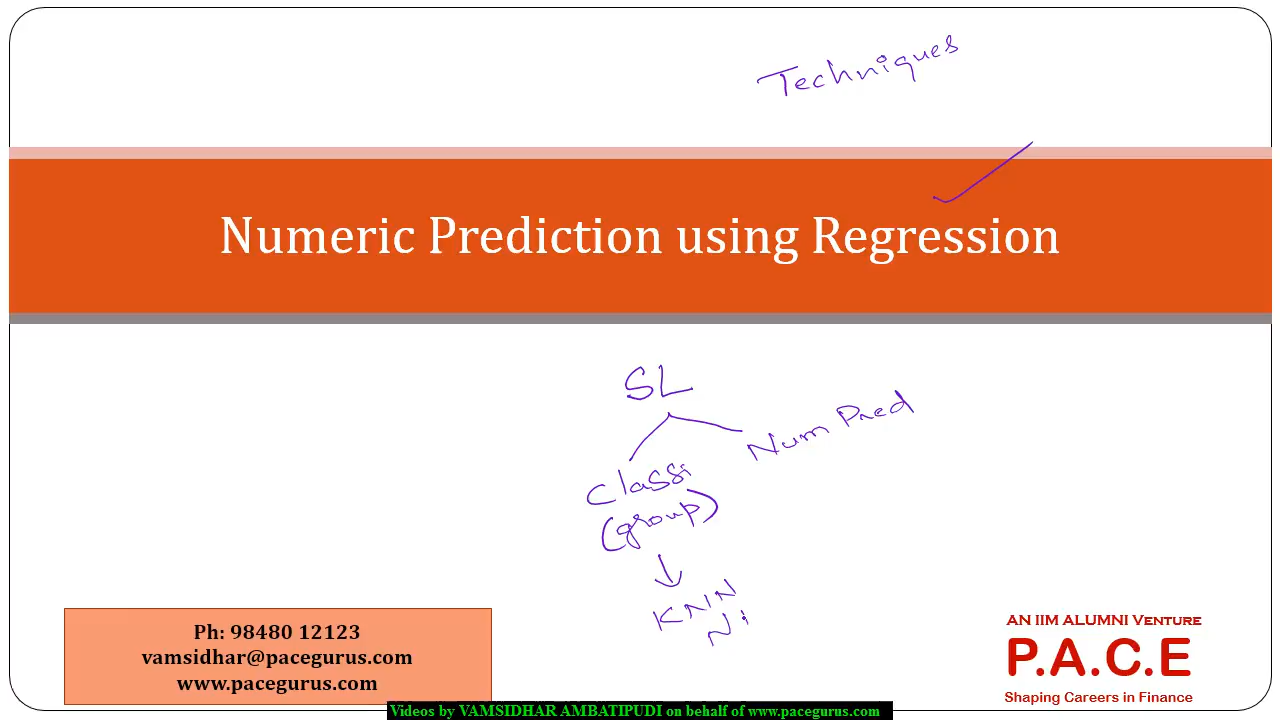 Techniques
Numeric Prediction using Regression
SL
Num Pred
Classi
(group)
KNN
Ph: 98480 12123
vamsidhar@pacegurus.com
www.pacegurus.com
AN IIM ALUMNI VENTURE
P.A.C.E
Shaping Careers in Finance
Videos by VAMSIDHAR AMBATIPUDI on behalf of www.pacegurus.com